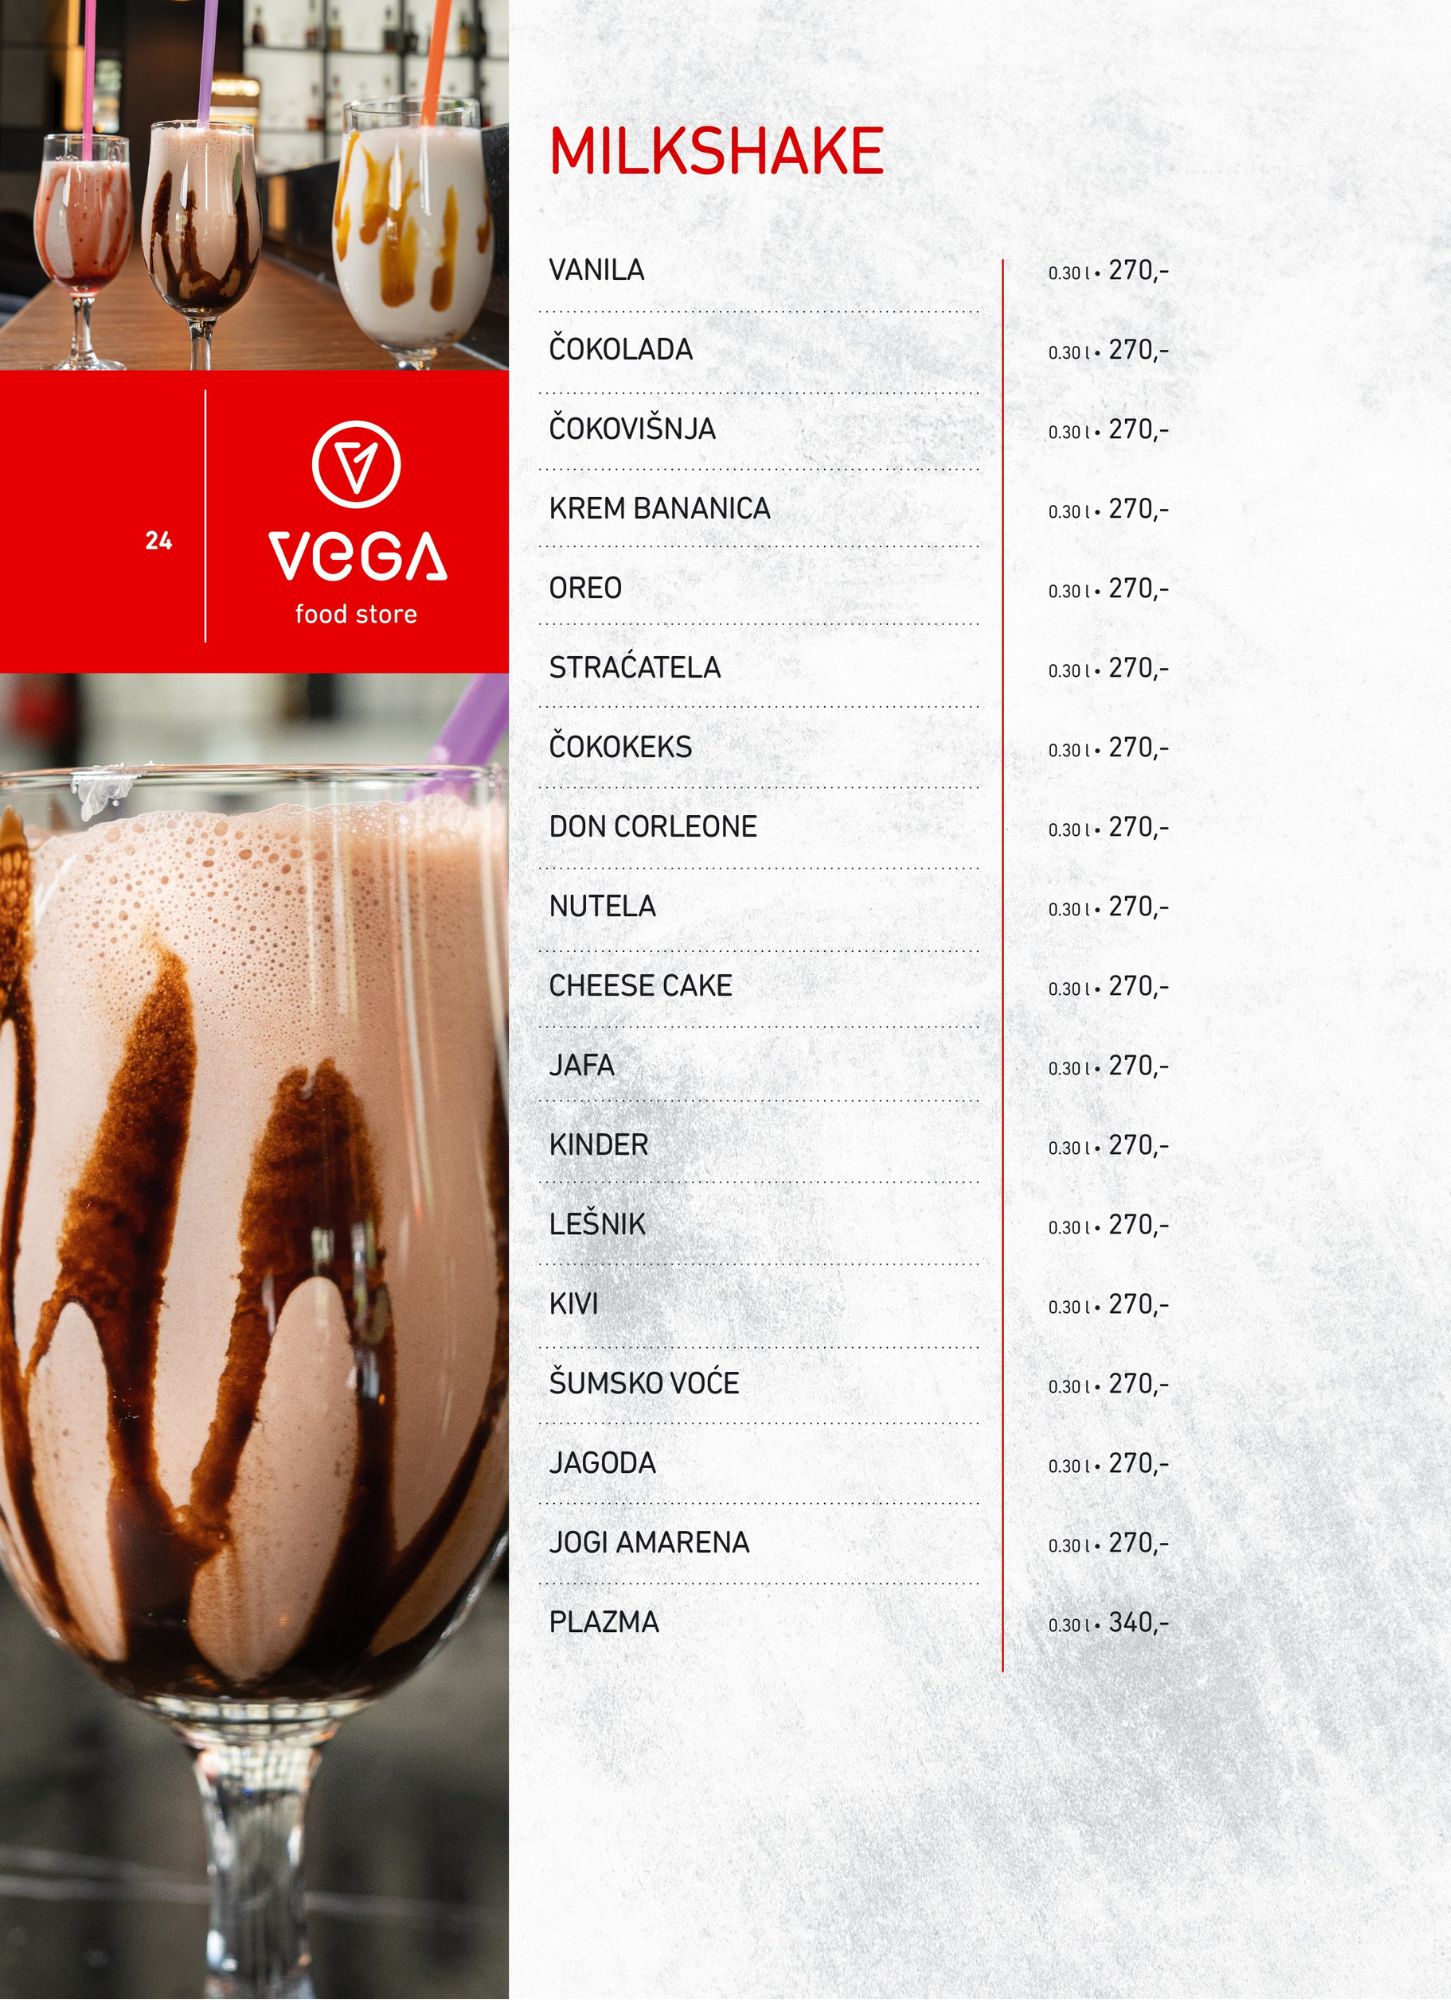 MILKSHAKE
VANILA 0.30 l • 270,-
ČOKOLADA 0.30 l • 270,-
ČOKOVIŠNJA 0.30 l • 270,-
KREM BANANICA 0.30 l • 270,-
OREO 0.30 l • 270,-
STRAĆATELA 0.30 l • 270,-
ČOKOKEKS 0.30 l • 270,-
DON CORLEONE 0.30 l • 270,-
NUTELA 0.30 l • 270,-
CHEESE CAKE 0.30 l • 270,-
JAFA 0.30 l • 270,-
KINDER 0.30 l • 270,-
LEŠNIK 0.30 l • 270,-
KIVI 0.30 l • 270,-
ŠUMSKO VOĆE 0.30 l • 270,-
JAGODA 0.30 l • 270,-
JOGI AMARENA 0.30 l • 270,-
PLAZMA 0.30 l • 340,-
24
VEGA
food store